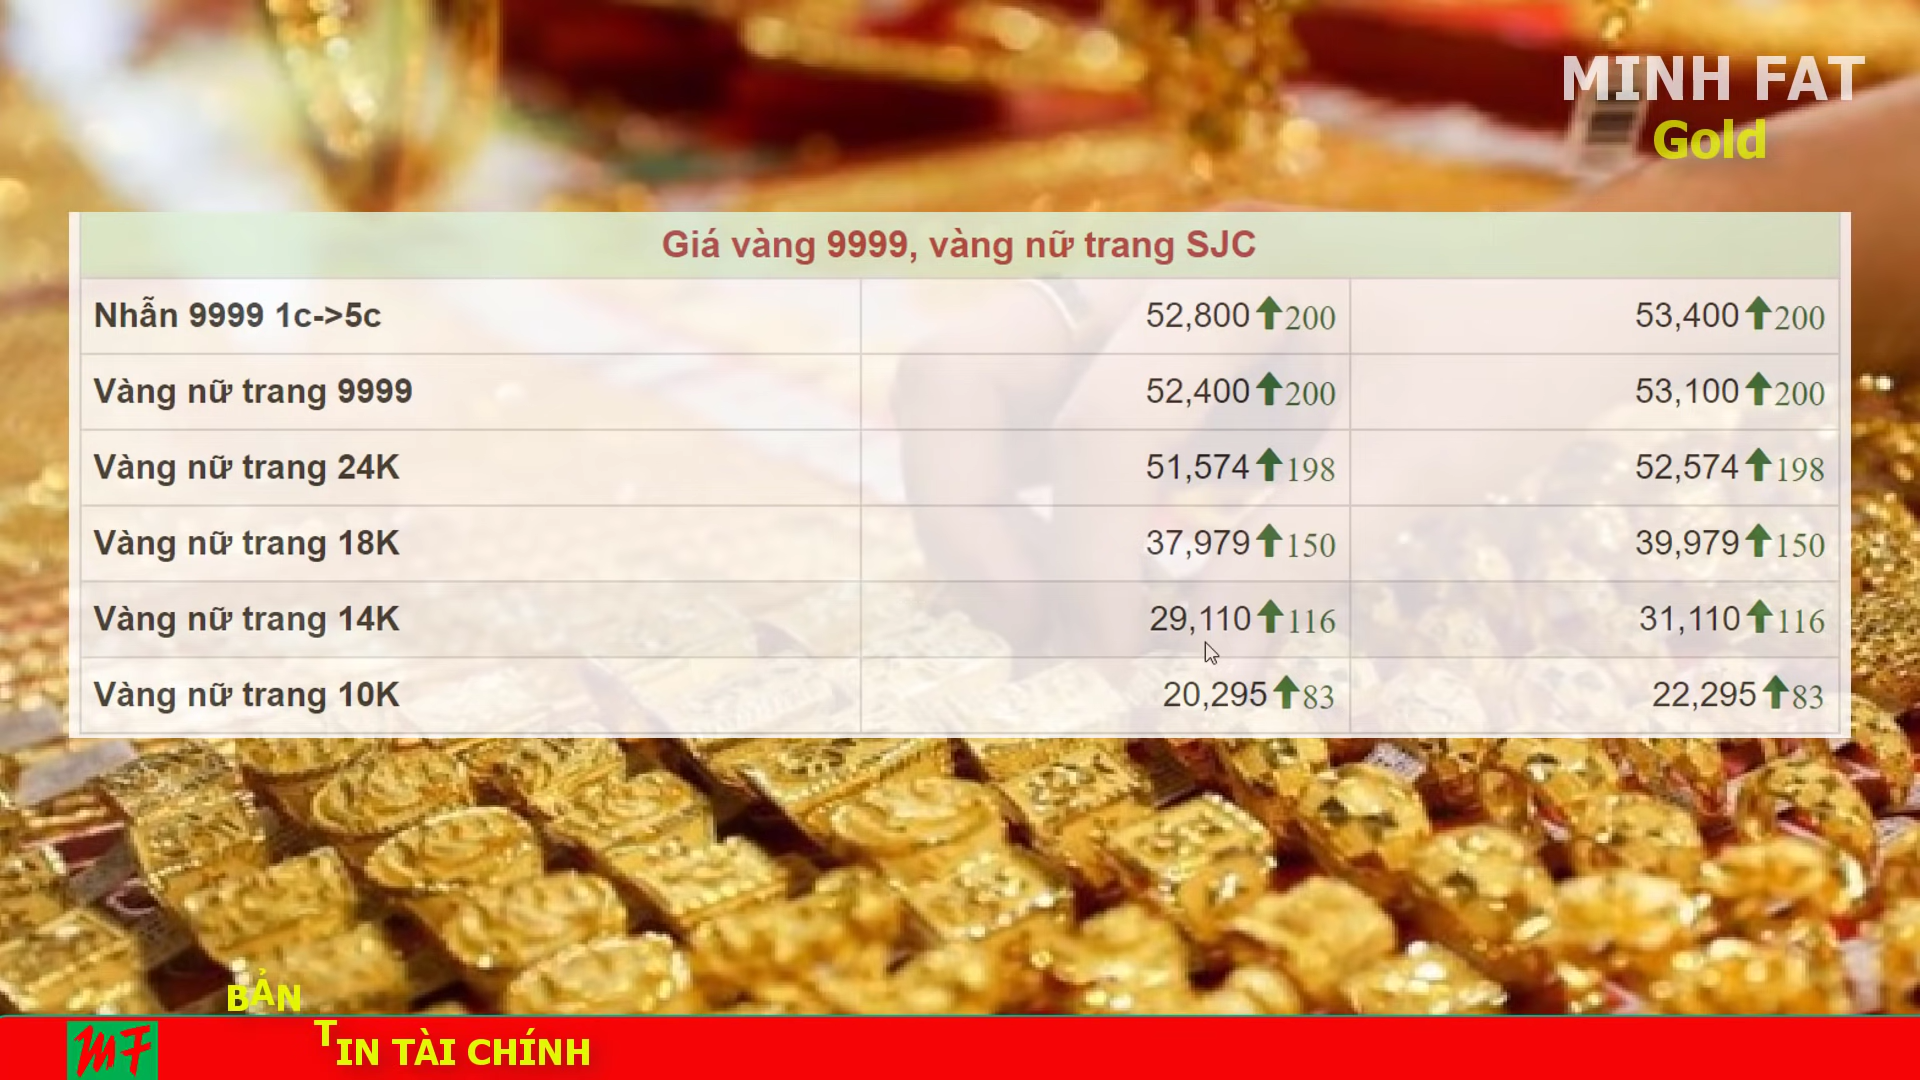 MINH FAT
Gold
Giá vàng 9999, vàng nữ trang SJC
Nhẫn 9999 1c->5c 52,800 200 53,400 200
Vàng nữ trang 9999 52,400 200 53,100 200
Vàng nữ trang 24K 51,574 198 52,574 198
Vàng nữ trang 18K 37,979 150 39,979 150
Vàng nữ trang 14K 29,110 116 31,110 116
Vàng nữ trang 10K 20,295 83 22,295 83
BẢN
TIN TÀI CHÍNH
MF